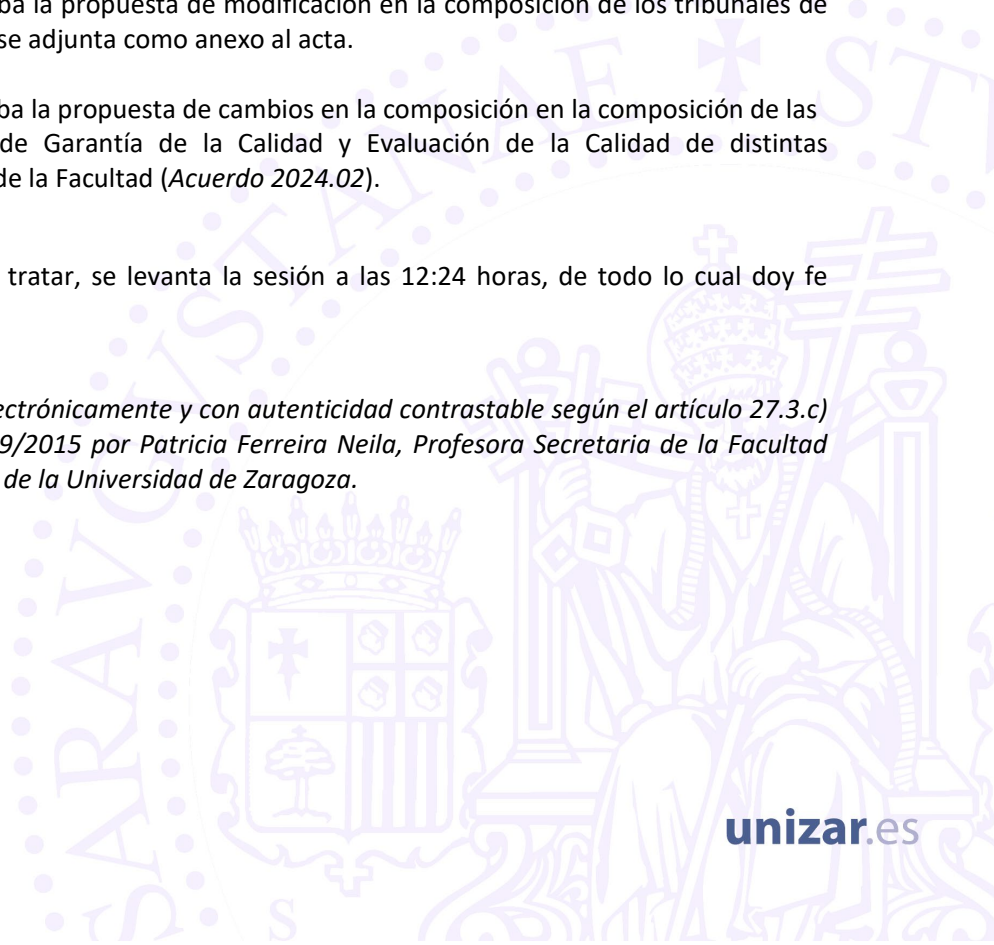 ba la propuesta de modificación en la composición de los tribunales de
se adjunta como anexo al acta.
ba la propuesta de cambios en la composición en la composición de las
de Garantía de la Calidad y Evaluación de la Calidad de distintas
de la Facultad (Acuerdo 2024.02).
tratar, se levanta la sesión a las 12:24 horas, de todo lo cual doy fe
ectrónicamente y con autenticidad contrastable según el artículo 27.3.c)
9/2015 por Patricia Ferreira Neila, Profesora Secretaria de la Facultad
de la Universidad de Zaragoza.
SARAVGVSTANAE STV
S
unizar.es